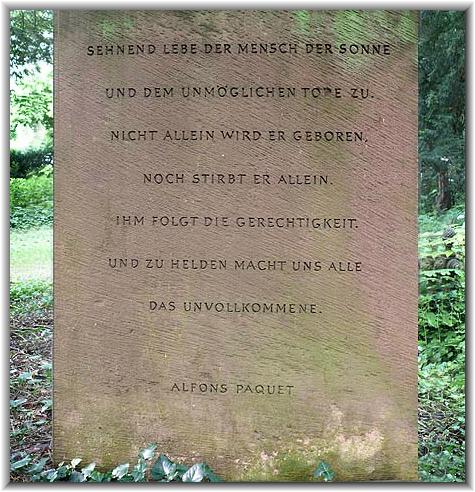 SEHNEND LEBE DER MENSCH DER SONNE
UND DEM UNMÖGLICHEN TORE ZU.
NICHT ALLEIN WIRD ER GEBOREN,
NOCH STIRBT ER ALLEIN.
IHM FOLGT DIE GERECHTIGKEIT.
UND ZU HELDEN MACHT UNS ALLE
DAS UNVOLLKOMMENE.
ALFONS PAQUET